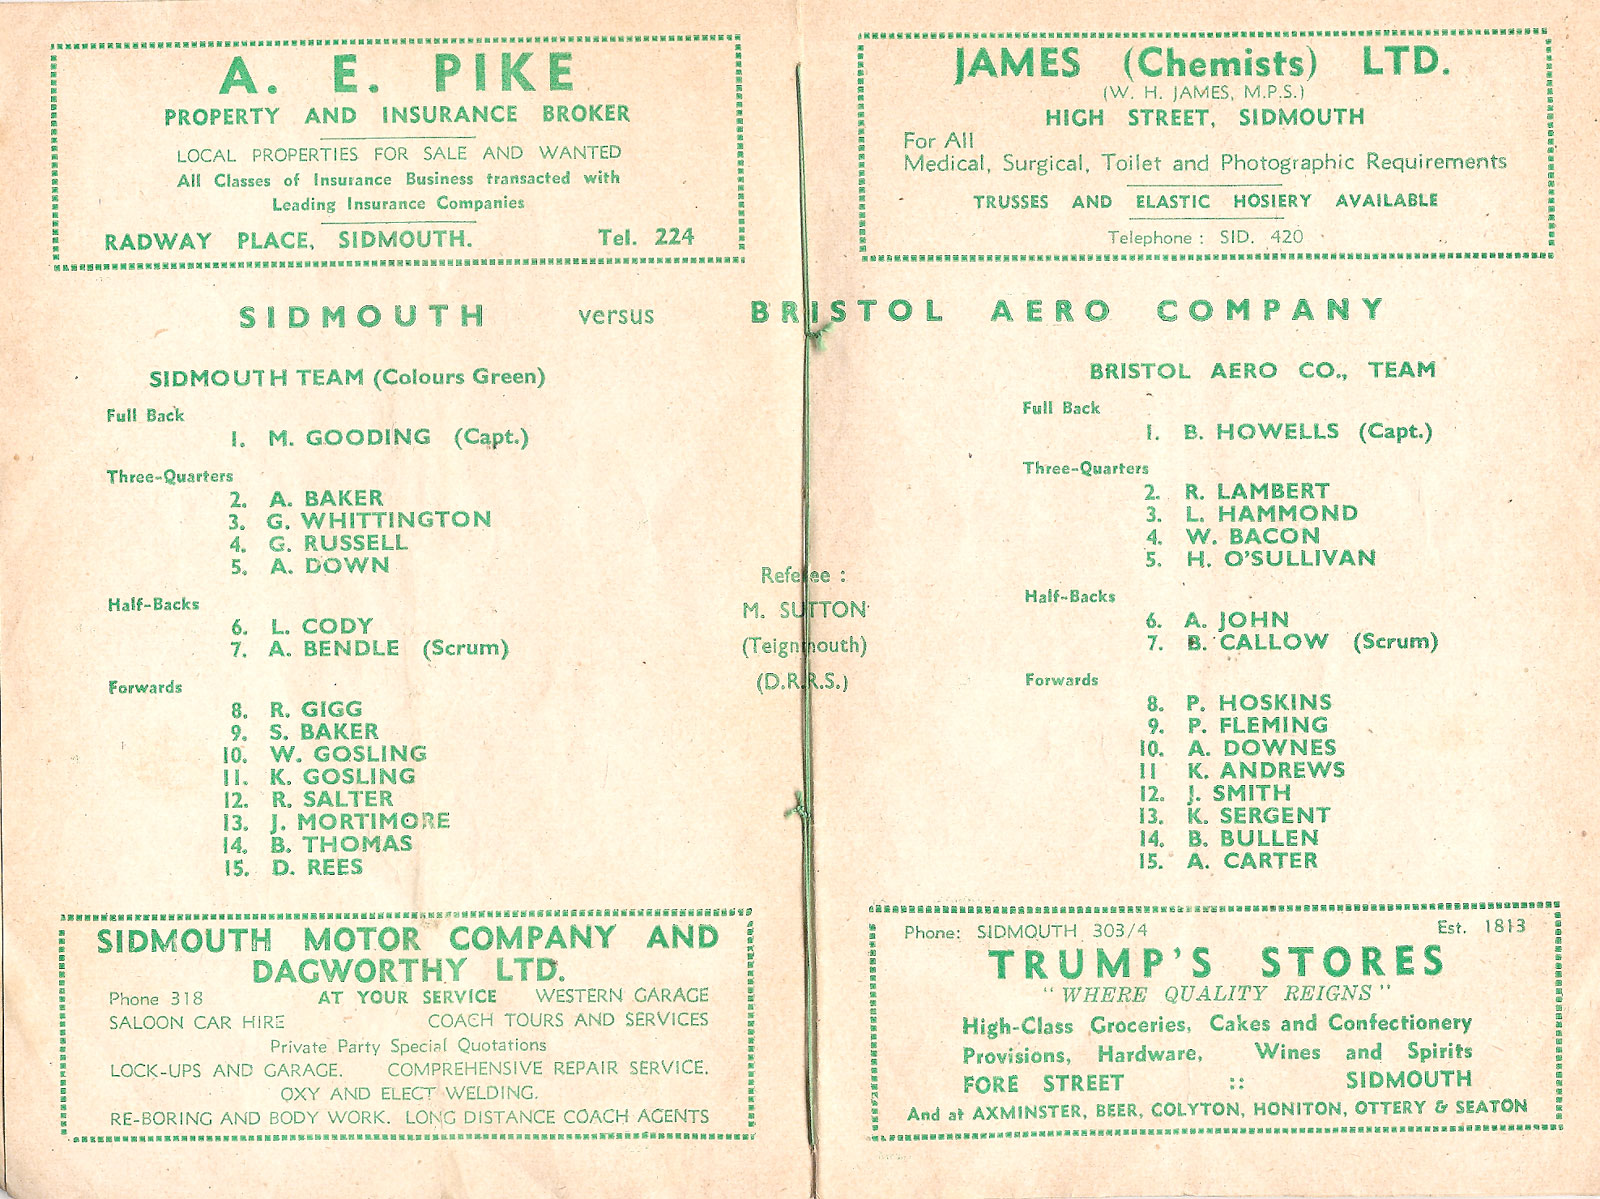 A. E. PIKE
PROPERTY AND INSURANCE BROKER
LOCAL PROPERTIES FOR SALE AND WANTED
All Classes of Insurance Business transacted with
Leading Insurance Companies
RADWAY PLACE, SIDMOUTH. Tel. 224
JAMES (Chemists) LTD.
(W. H. JAMES, M.P.S.)
HIGH STREET, SIDMOUTH
For All
Medical, Surgical, Toilet and Photographic Requirements
TRUSSES AND ELASTIC HOSIERY AVAILABLE
Telephone : SID. 420
SIDMOUTH versus BRISTOL AERO COMPANY
SIDMOUTH TEAM (Colours Green)
Full Back
1. M. GOODING (Capt.)
Three-Quarters
2. A. BAKER
3. G. WHITTINGTON
4. G. RUSSELL
5. A. DOWN
Half-Backs
6. L. CODY
7. A. BENDLE (Scrum)
Forwards
8. R. GIGG
9. S. BAKER
10. W. GOSLING
11. K. GOSLING
12. R. SALTER
13. J. MORTIMORE
14. B. THOMAS
15. D. REES
Referee :
M. SUTTON
(Teignmouth)
(D.R.R.S.)
BRISTOL AERO CO., TEAM
Full Back
1. B. HOWELLS (Capt.)
Three-Quarters
2. R. LAMBERT
3. L. HAMMOND
4. W. BACON
5. H. O'SULLIVAN
Half-Backs
6. A. JOHN
7. B. CALLOW (Scrum)
Forwards
8. P. HOSKINS
9. P. FLEMING
10. A. DOWNES
11 K. ANDREWS
12. J. SMITH
13. K. SERGENT
14. B. BULLEN
15. A. CARTER
SIDMOUTH MOTOR COMPANY AND
DAGWORTHY LTD.
Phone 318 AT YOUR SERVICE WESTERN GARAGE
SALOON CAR HIRE COACH TOURS AND SERVICES
Private Party Special Quotations
LOCK-UPS AND GARAGE. COMPREHENSIVE REPAIR SERVICE.
OXY AND ELECT WELDING.
RE-BORING AND BODY WORK. LONG DISTANCE COACH AGENTS
Phone: SIDMOUTH 303/4 Est. 1813
TRUMP'S STORES
"WHERE QUALITY REIGNS"
High-Class Groceries, Cakes and Confectionery
Provisions, Hardware, Wines and Spirits
FORE STREET :: SIDMOUTH
And at AXMINSTER, BEER, COLYTON, HONITON, OTTERY & SEATON